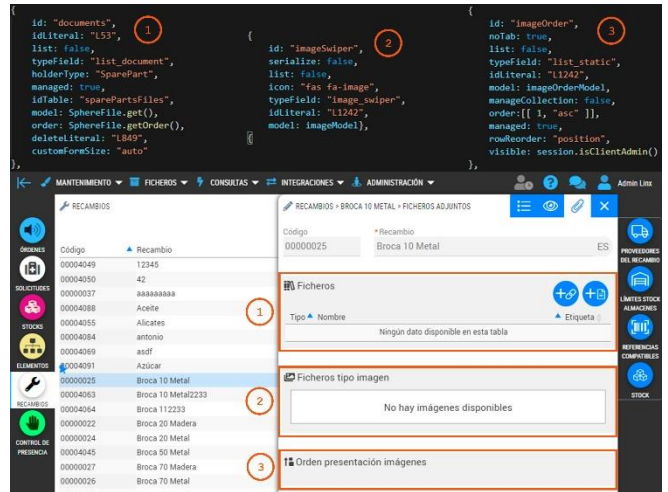 {
id: "documents",
idLiteral: "L53",
list: false,
typeField: "list_document",
holderType: "SparePart",
managed: true,
idTable: "sparePartsFiles",
model: SphereFile.get(),
order: SphereFile.getOrder(),
deleteLiteral: "L849",
customFormSize: "auto"
},
1
{
id: "imageSwiper",
serialize: false,
list: false,
icon: "fas fa-image",
typeField: "image_swiper",
idLiteral: "L1242",
model: imageModel},
{
2
{
id: "imageOrder",
noTab: true,
list: false,
typeField: "list_static",
idLiteral: "L1242",
model: imageOrderModel,
manageCollection: false,
order:[[ 1, "asc" ]],
managed: true,
rowReorder: "position",
visible: session.isClientAdmin()
},
3
MANTENIMIENTO FICHEROS CONSULTAS INTEGRACIONES ADMINISTRACIÓN Admin Linx
ÓRDENES
SOLICITUDES
STOCKS
ELEMENTOS
RECAMBIOS
CONTROL DE
PRESENCIA
RECAMBIOS
Código Recambio
00004049 12345
00004050 42
00000037 aaaaaaaaa
00004088 Aceite
00004055 Alicates
00004084 antonio
00004069 asdf
00004091 Azúcar
00000025 Broca 10 Metal
00004063 Broca 10 Metal2233
00004064 Broca 112233
00000022 Broca 20 Madera
00000024 Broca 20 Metal
00004045 Broca 50 Metal
00000027 Broca 70 Madera
00000026 Broca 70 Metal
RECAMBIOS > BROCA 10 METAL > FICHEROS ADJUNTOS
Código *Recambio
00000025 Broca 10 Metal ES
1
Ficheros
Tipo Nombre Etiqueta
Ningún dato disponible en esta tabla
2
Ficheros tipo imagen
No hay imágenes disponibles
3
Orden presentación imágenes
PROVEEDORES
DEL RECAMBIO
LÍMITES STOCK
ALMACENES
REFERENCIAS
COMPATIBLES
STOCK